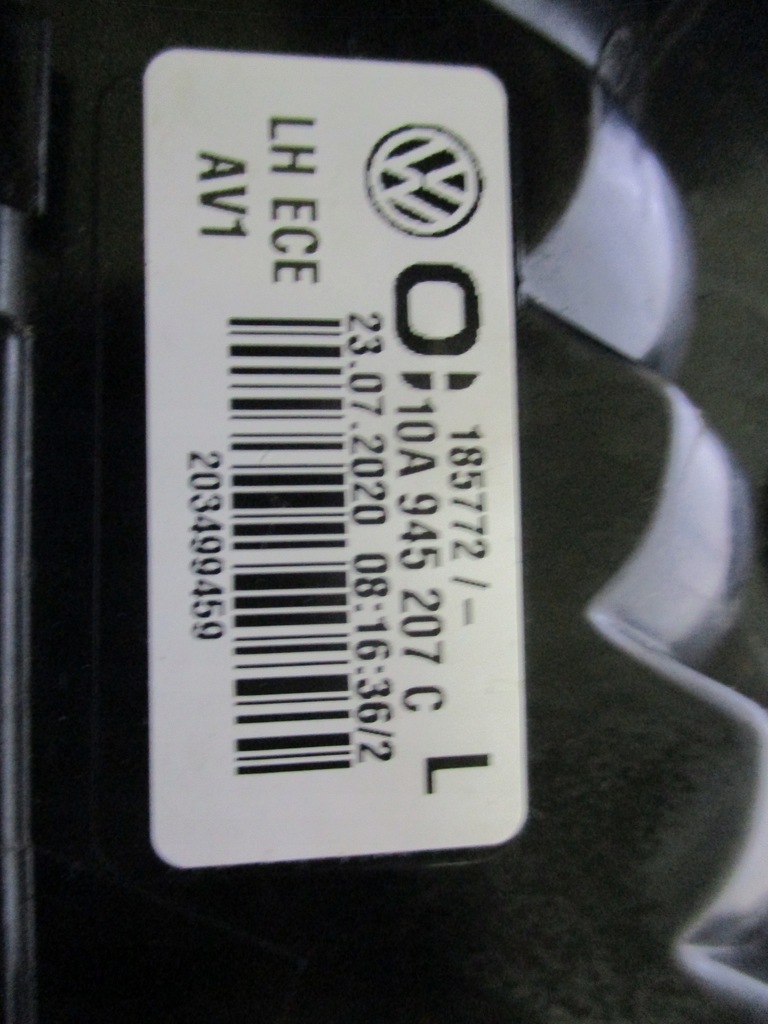 185772/-
10A 945 207 C L
23.07.2020 08:16:36/2
LH ECE
AV1
203499459